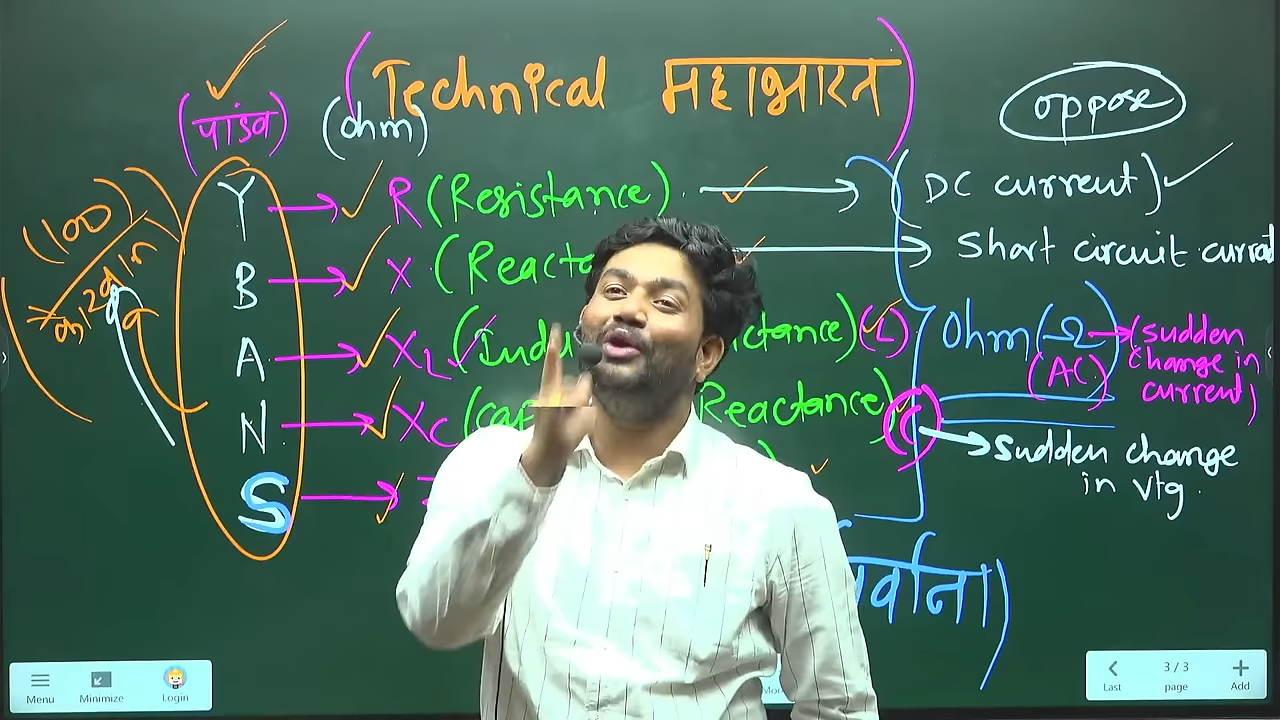 (Technical महाभारत)
(पांडव) (ohm) oppose
Y → R (Resistance) → (DC current)
B → X (Reacta → Short circuit current
A → XL (Indu ctance) (L) Ohm (Ω) → (sudden change in current)
(AC)
N → Xc (cap Reactance) (C) → sudden change in vtg.
S →
(100)
Menu Minimize Login
Last 3/3 page Add